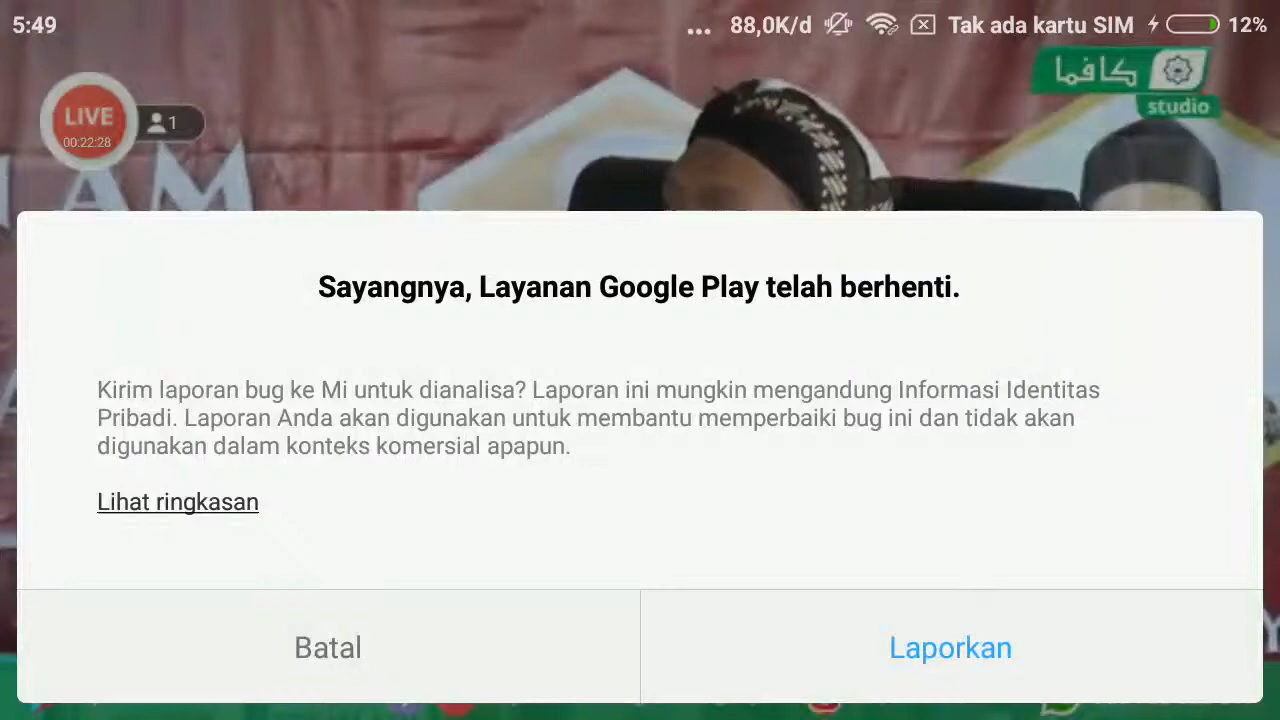 5:49
... 88,0K/d Tak ada kartu SIM 12%
كافما
studio
LIVE
00:22:28
1
AM
Sayangnya, Layanan Google Play telah berhenti.
Kirim laporan bug ke Mi untuk dianalisa? Laporan ini mungkin mengandung Informasi Identitas
Pribadi. Laporan Anda akan digunakan untuk membantu memperbaiki bug ini dan tidak akan
digunakan dalam konteks komersial apapun.
Lihat ringkasan
Batal
Laporkan